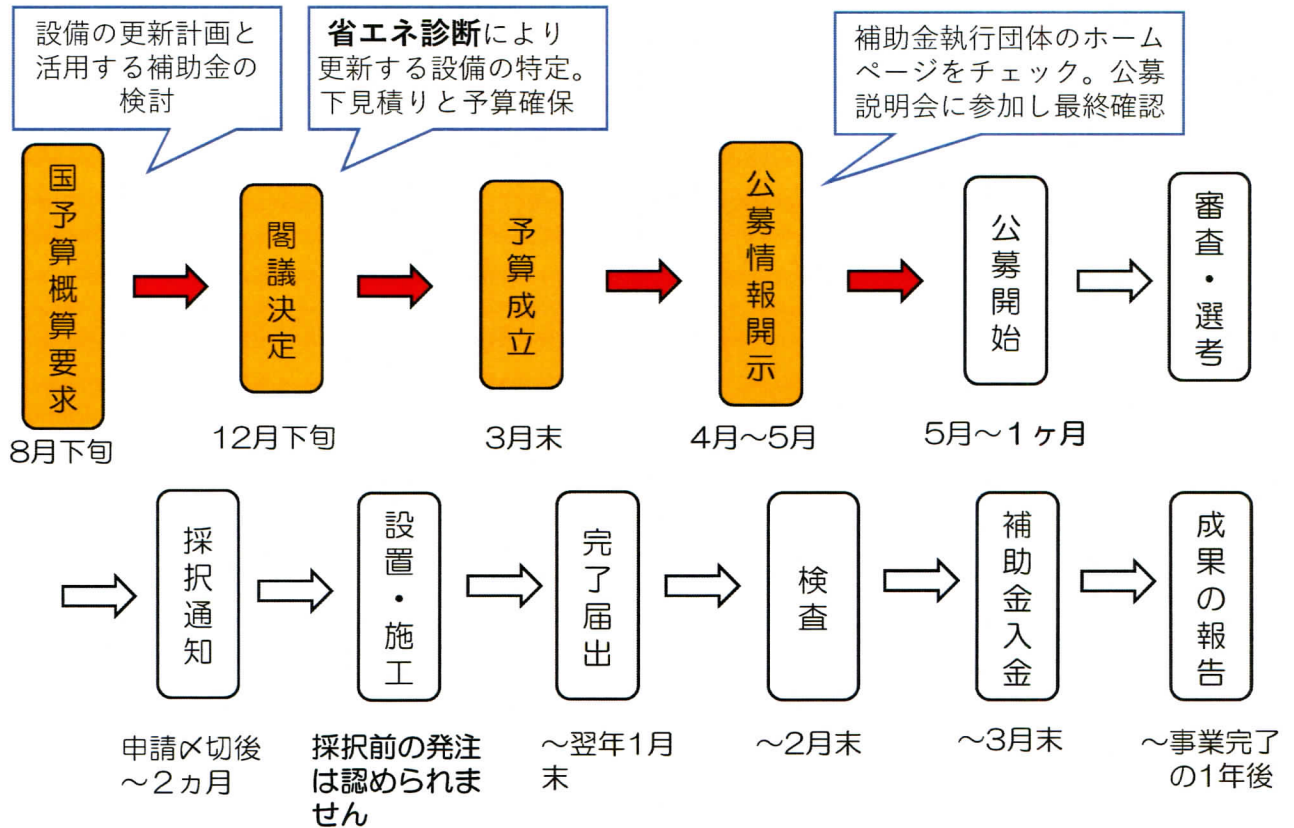 設備の更新計画と
活用する補助金の
検討
省エネ診断により
更新する設備の特定。
下見積りと予算確保
補助金執行団体のホーム
ページをチェック。公募
説明会に参加し最終確認
国予算概算要求
閣議決定
予算成立
公募情報開示
公募開始
審査・選考
8月下旬
12月下旬
3月末
4月～5月
5月～1ヶ月
採択通知
設置・施工
完了届出
検査
補助金入金
成果の報告
申請〆切後
～2ヵ月
採択前の発注
は認められま
せん
～翌年1月
末
～2月末
～3月末
～事業完了
の1年後